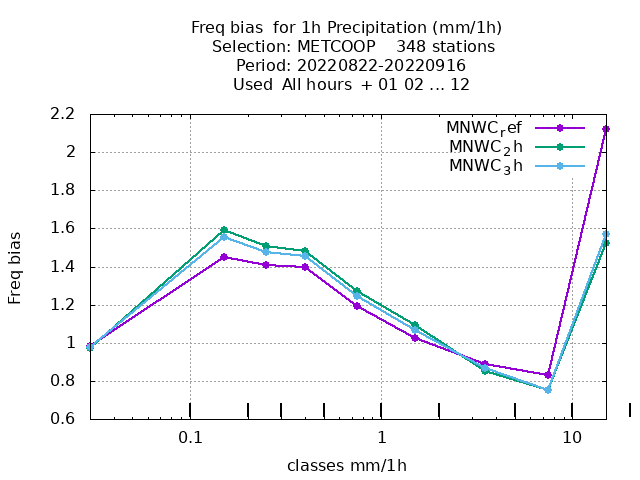 Freq bias  for 1h Precipitation (mm/1h)
Selection: METCOOP    348 stations
Period: 20220822-20220916
Used  All hours  + 01 02 ... 12
MNWC_ref
MNWC_2h
MNWC_3h
2.2
2
1.8
1.6
1.4
1.2
1
0.8
0.6
Freq bias
0.1 1 10
classes mm/1h